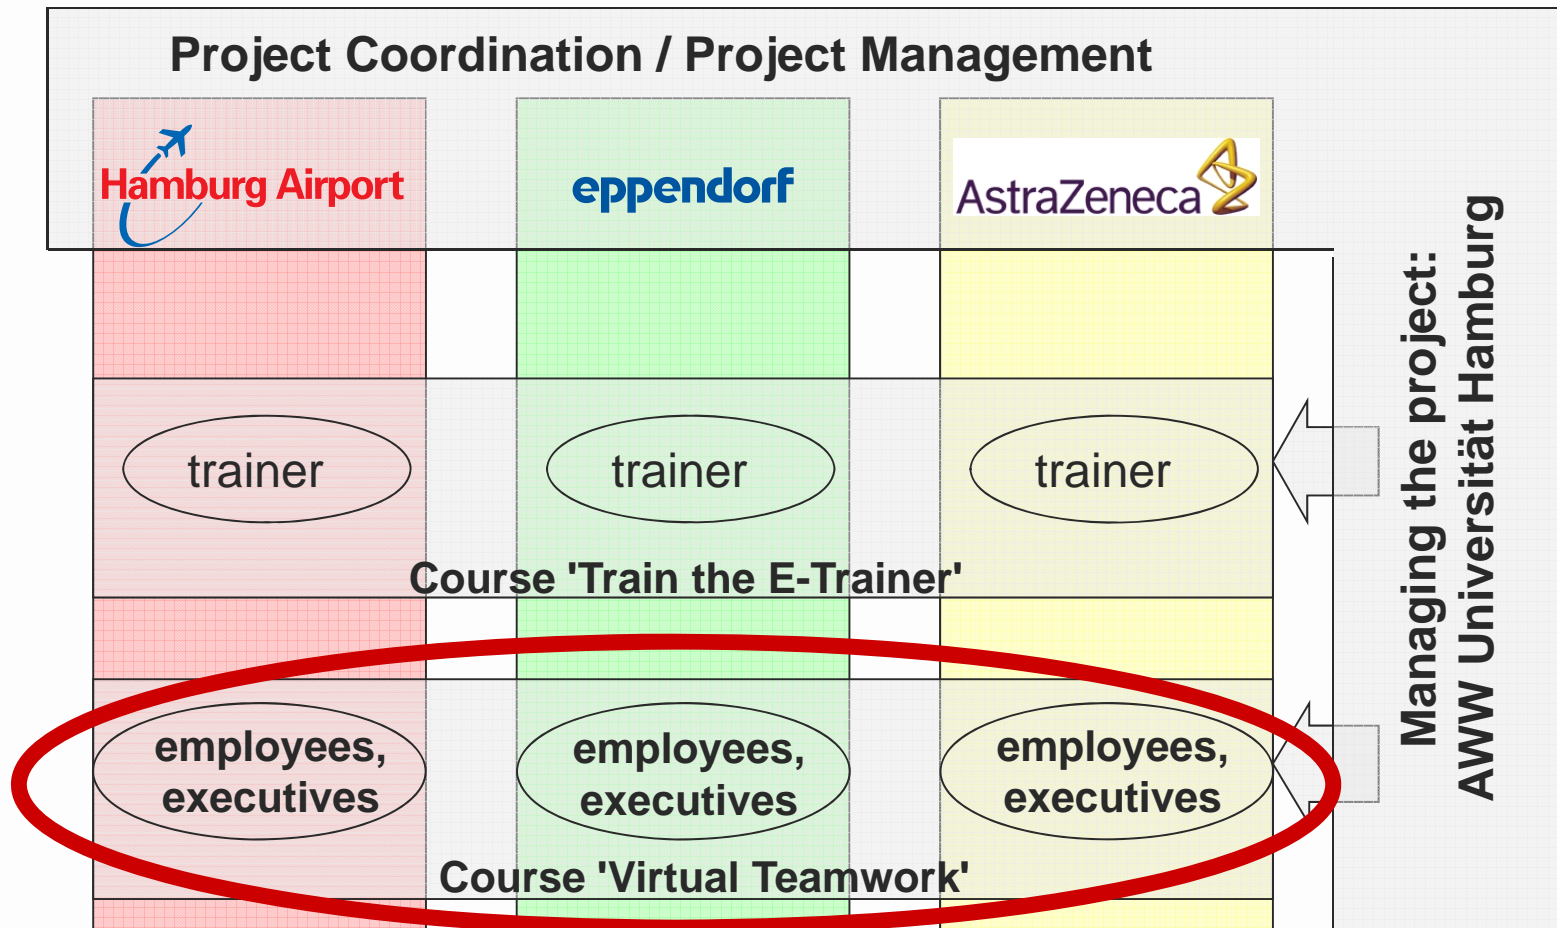 Project Coordination / Project Management
Hamburg Airport
eppendorf
AstraZeneca
trainer
trainer
trainer
Course 'Train the E-Trainer'
employees,
executives
employees,
executives
employees,
executives
Course 'Virtual Teamwork'
Managing the project:
AWW Universität Hamburg